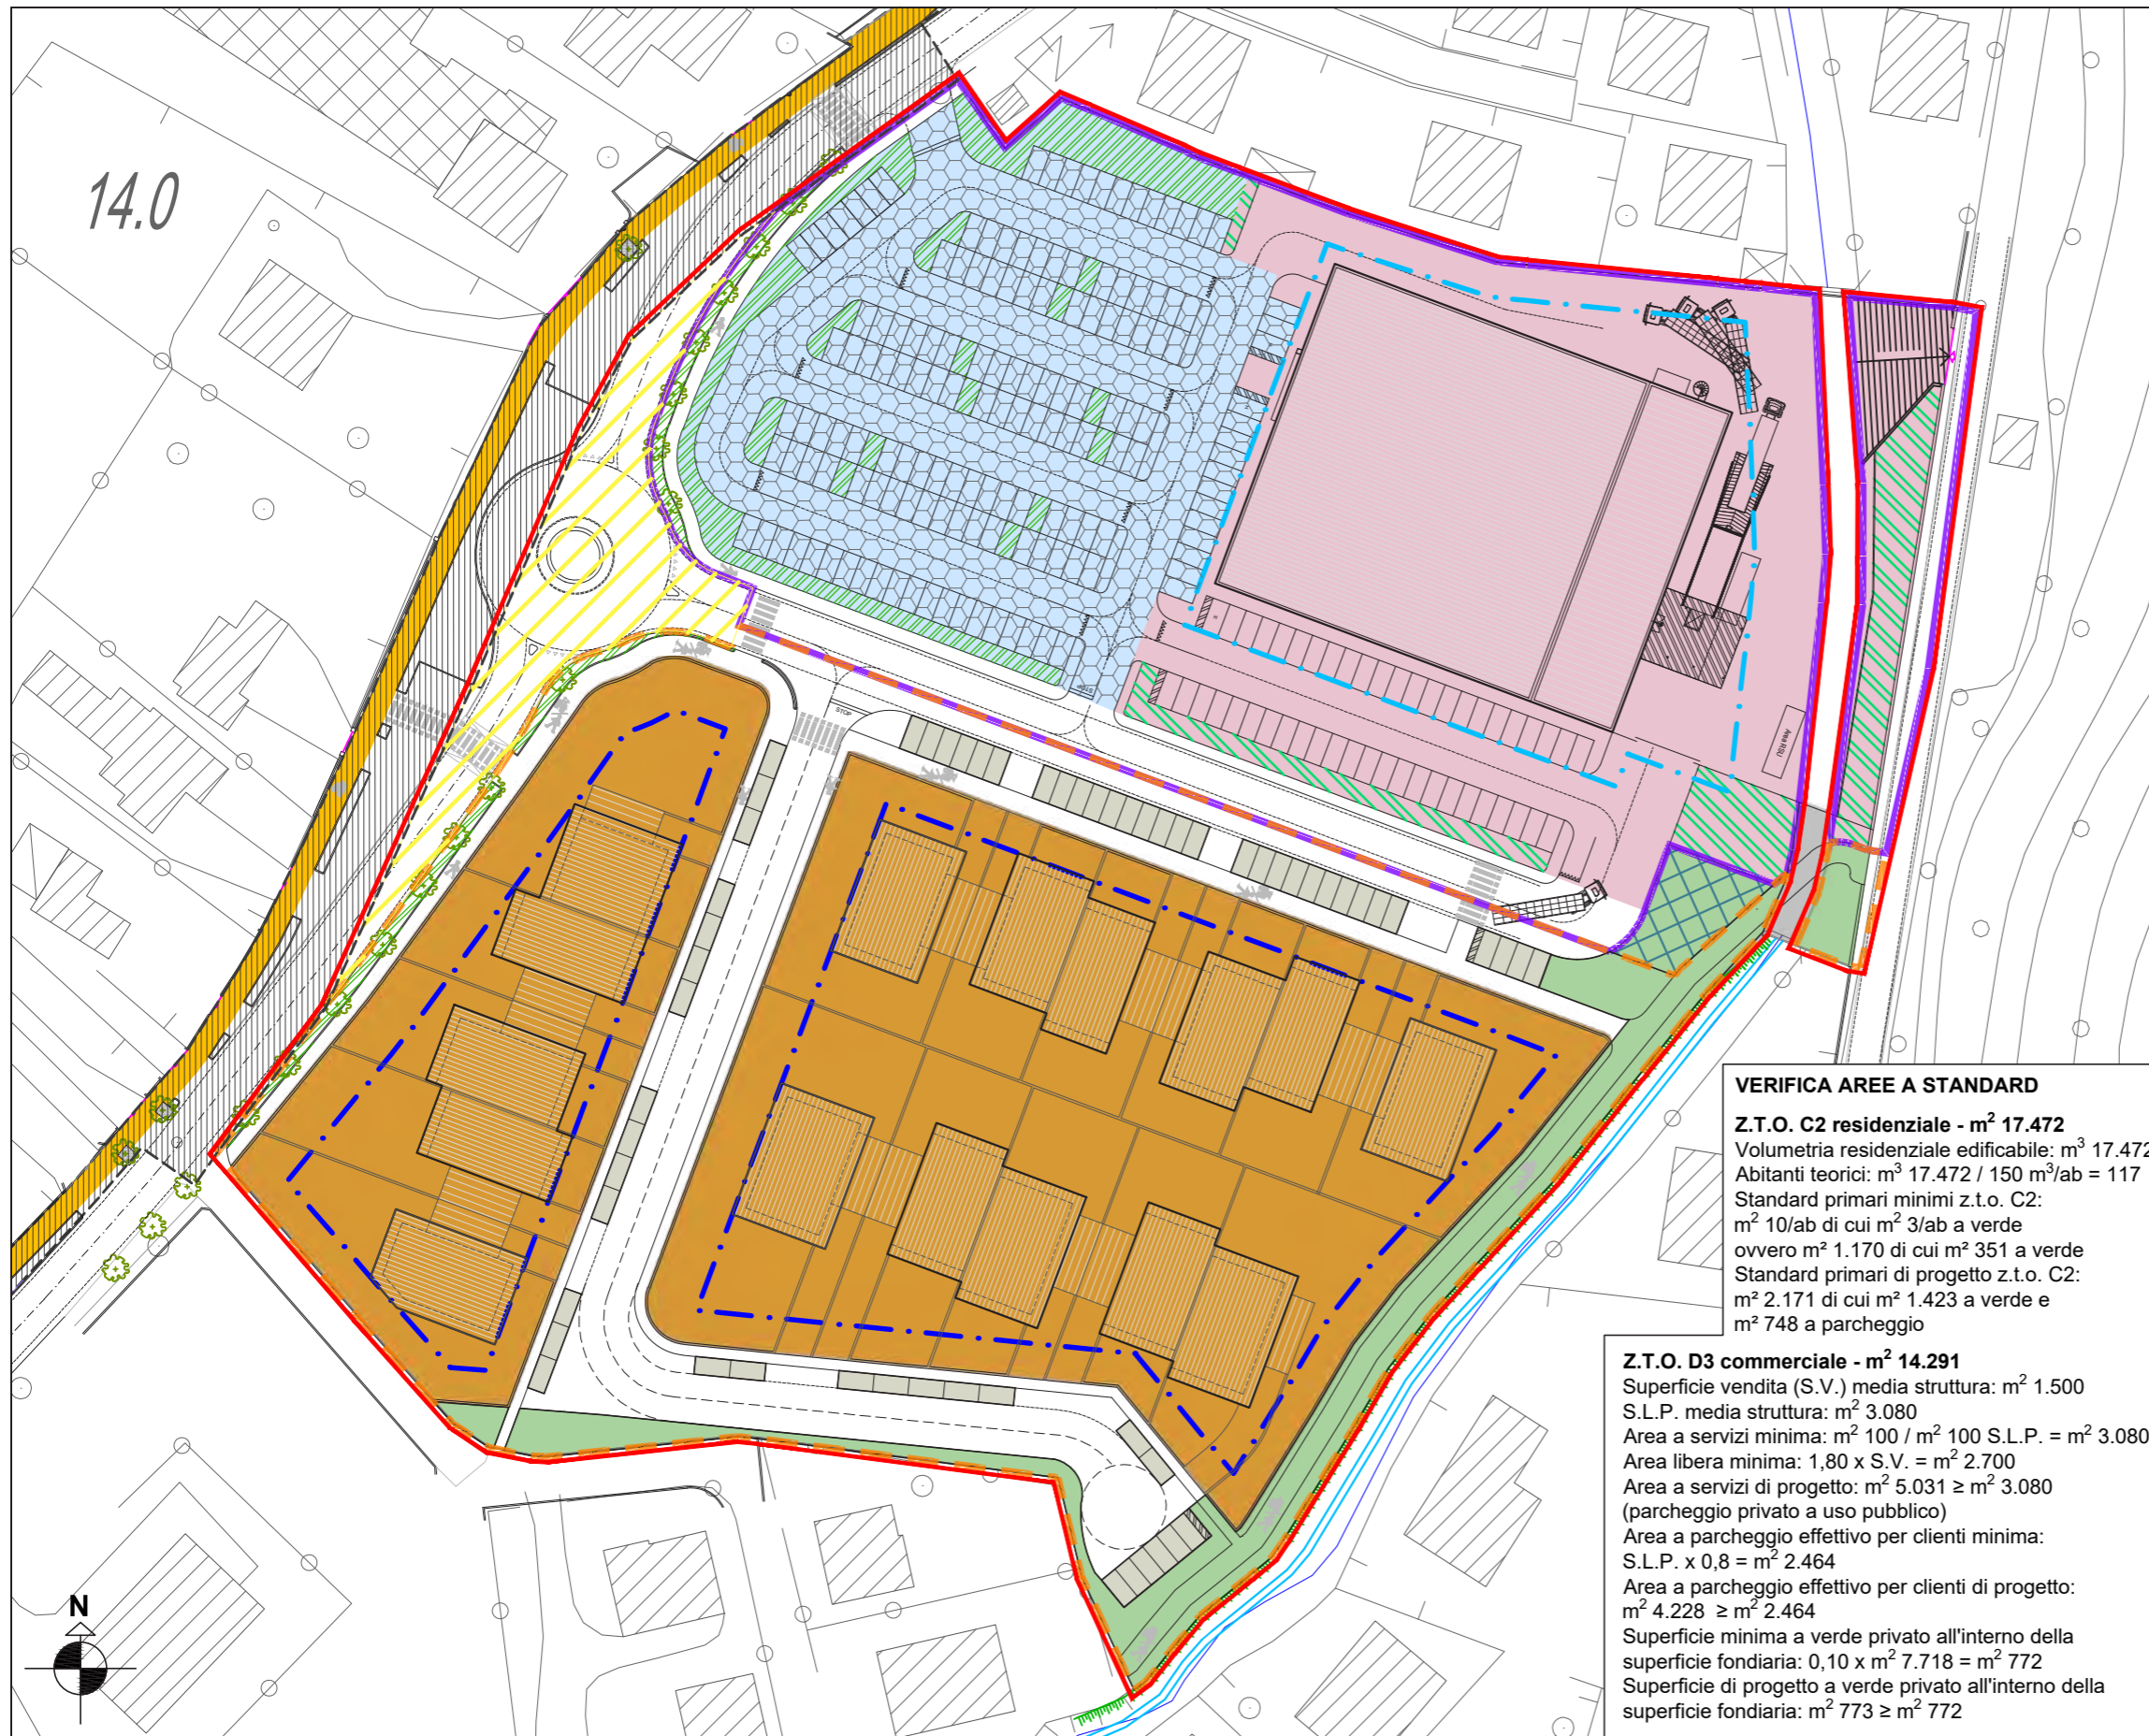 14.0
STOP
Area RSU
VERIFICA AREE A STANDARD
Z.T.O. C2 residenziale - m² 17.472
Volumetria residenziale edificabile: m³ 17.472
Abitanti teorici: m³ 17.472 / 150 m³/ab = 117
Standard primari minimi z.t.o. C2:
m² 10/ab di cui m² 3/ab a verde
ovvero m² 1.170 di cui m² 351 a verde
Standard primari di progetto z.t.o. C2:
m² 2.171 di cui m² 1.423 a verde e
m² 748 a parcheggio
Z.T.O. D3 commerciale - m² 14.291
Superficie vendita (S.V.) media struttura: m² 1.500
S.L.P. media struttura: m² 3.080
Area a servizi minima: m² 100 / m² 100 S.L.P. = m² 3.080
Area libera minima: 1,80 x S.V. = m² 2.700
Area a servizi di progetto: m² 5.031 ≥ m² 3.080
(parcheggio privato a uso pubblico)
Area a parcheggio effettivo per clienti minima:
S.L.P. x 0,8 = m² 2.464
Area a parcheggio effettivo per clienti di progetto:
m² 4.228 ≥ m² 2.464
Superficie minima a verde privato all'interno della
superficie fondiaria: 0,10 x m² 7.718 = m² 772
Superficie di progetto a verde privato all'interno della
superficie fondiaria: m² 773 ≥ m² 772
N